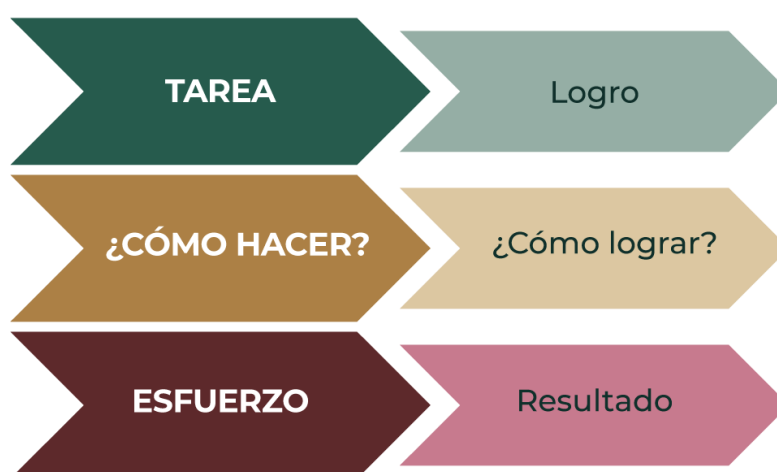 TAREA
Logro
¿CÓMO HACER?
¿Cómo lograr?
ESFUERZO
Resultado